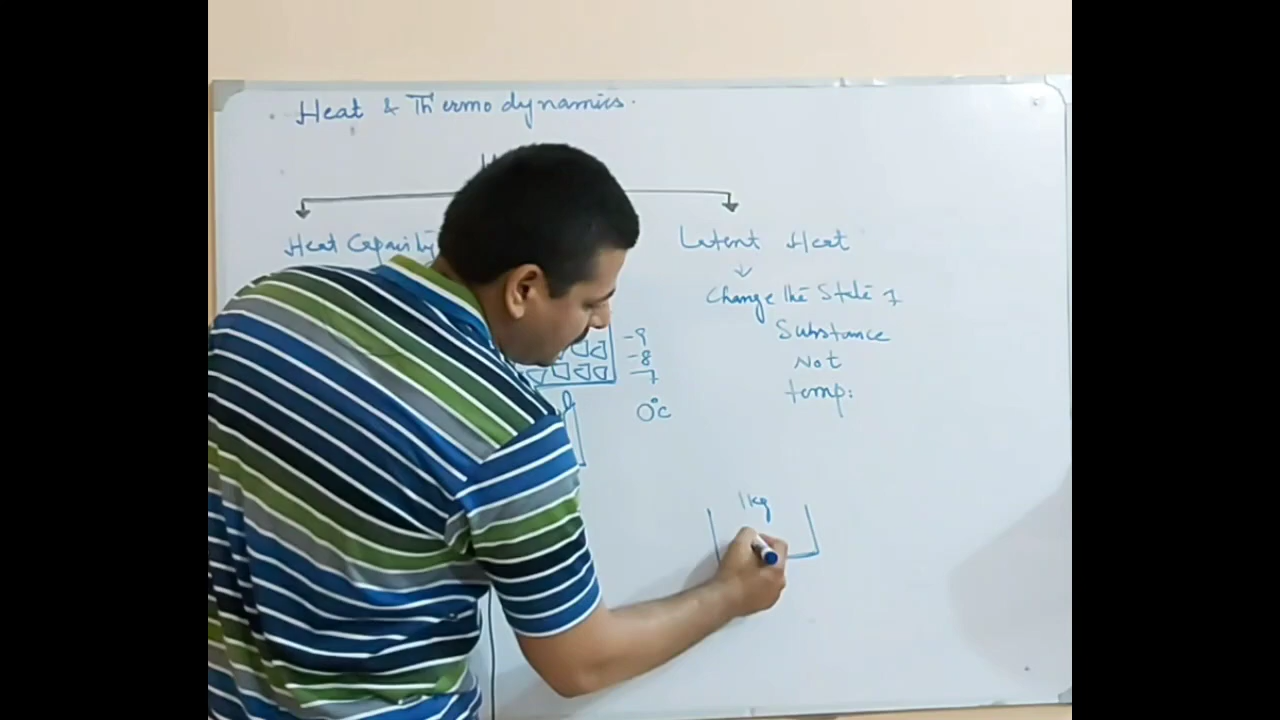 Heat & Thermodynamics.
Heat Capacity
Latent Heat
Change the State of
Substance
Not
temp:
-9
-8
-7
0°C
1kg